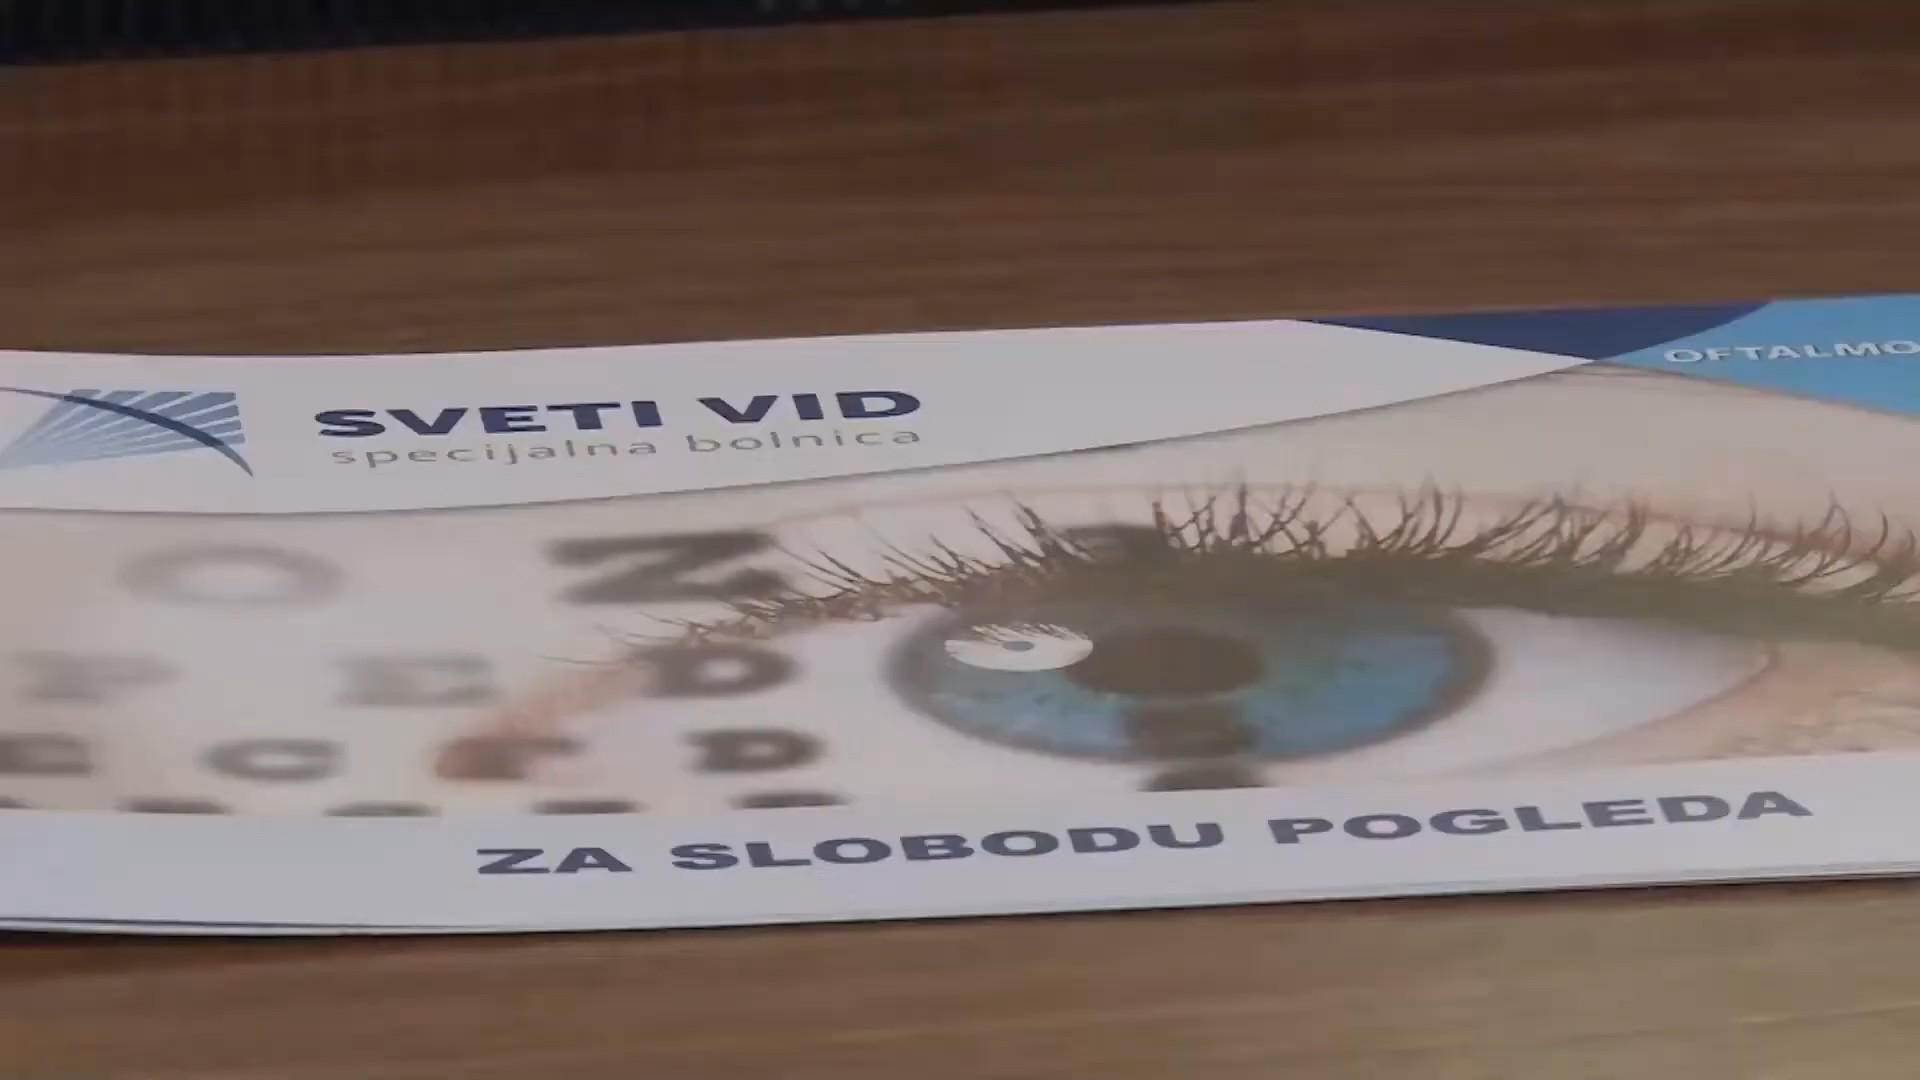 SVETI VID
specijalna bolnica
OFTALMO
O Z
P E D
E C F D
ZA SLOBODU POGLEDA